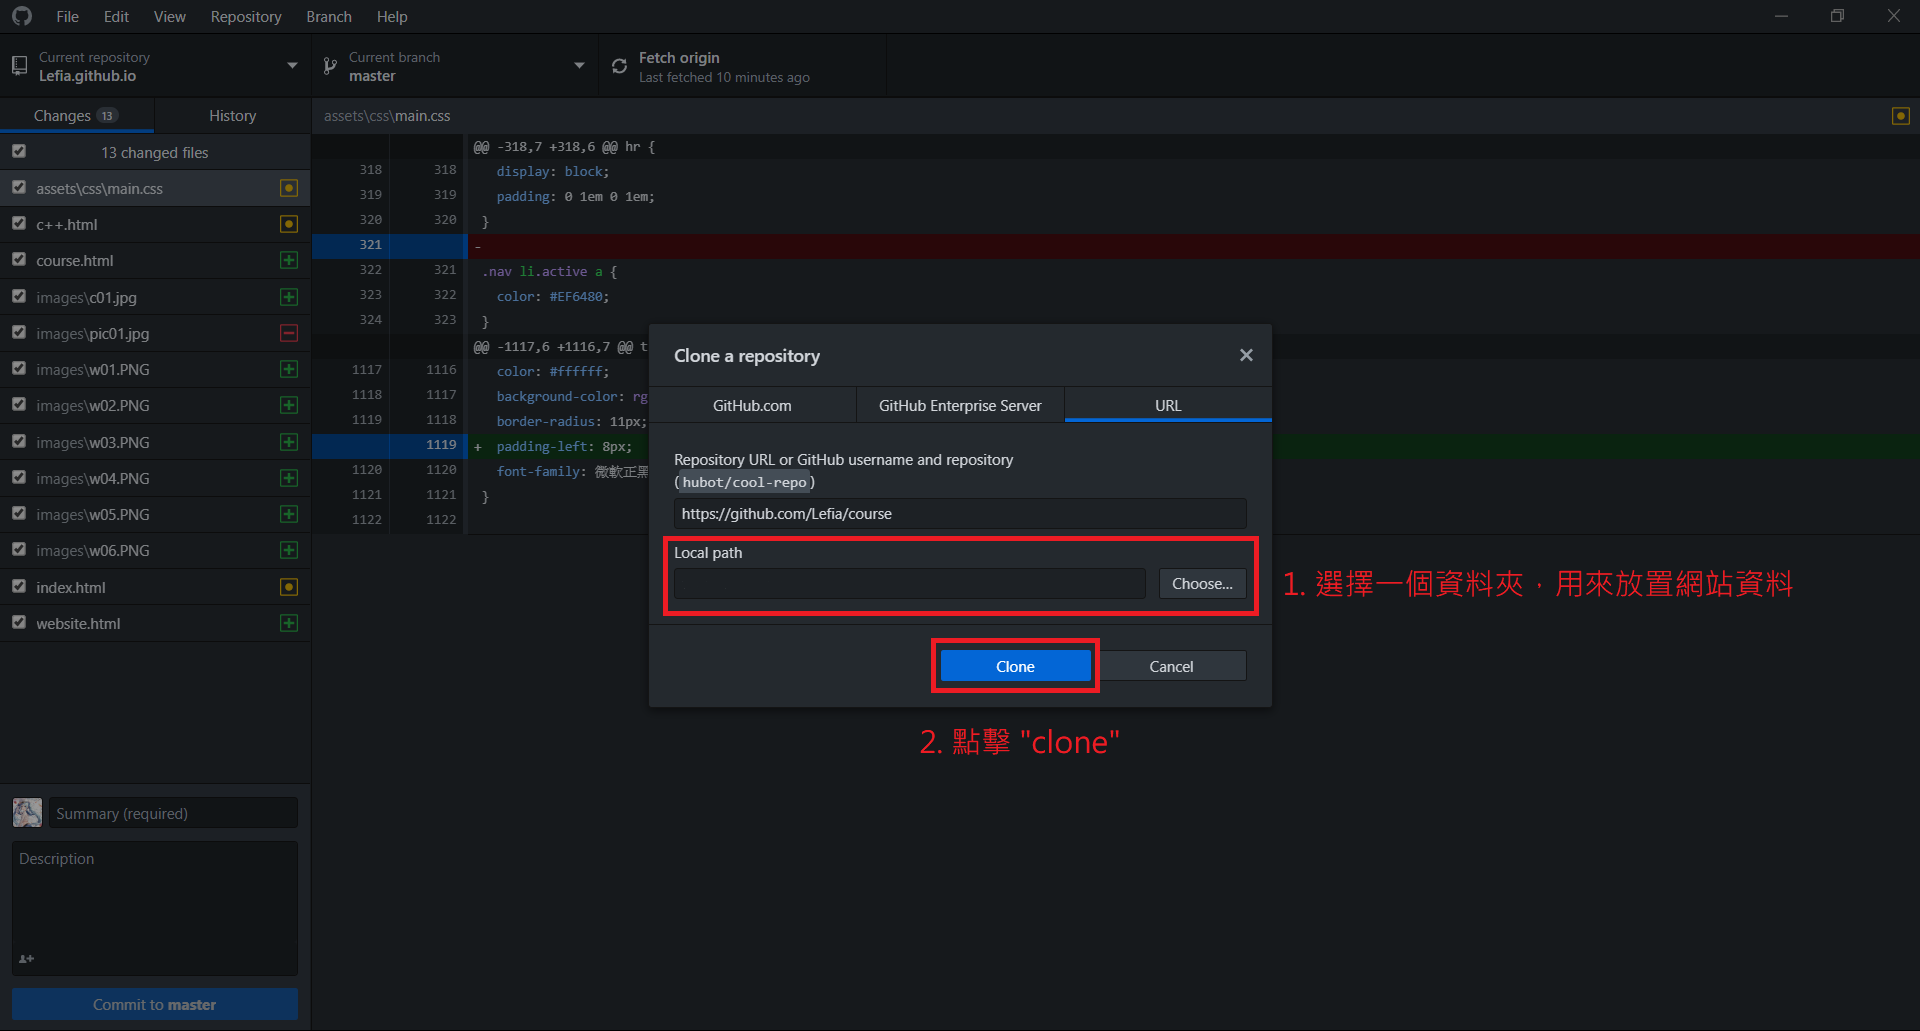 File Edit View Repository Branch Help
Current repository
Lefia.github.io
Current branch
master
Fetch origin
Last fetched 10 minutes ago
Changes 13
History
assets\css\main.css
13 changed files
assets\css\main.css
c++.html
course.html
images\c01.jpg
images\pic01.jpg
images\w01.PNG
images\w02.PNG
images\w03.PNG
images\w04.PNG
images\w05.PNG
images\w06.PNG
index.html
website.html
Summary (required)
Description
Commit to master
@@ -318,7 +318,6 @@ hr {
318 318 display: block;
319 319 padding: 0 1em 0 1em;
320 320 }
321 -
322 321 .nav li.active a {
323 322 color: #EF6480;
324 323 }
@@ -1117,6 +1116,7 @@ t
1117 1116 color: #ffffff;
1118 1117 background-color: rg
1119 1118 border-radius: 11px;
1119 + padding-left: 8px;
1120 1120 font-family: 微軟正黑
1121 1121 }
1122 1122
Clone a repository
GitHub.com
GitHub Enterprise Server
URL
Repository URL or GitHub username and repository
(hubot/cool-repo)
https://github.com/Lefia/course
Local path
Choose...
Clone
Cancel
1. 選擇一個資料夾，用來放置網站資料
2. 點擊 "clone"